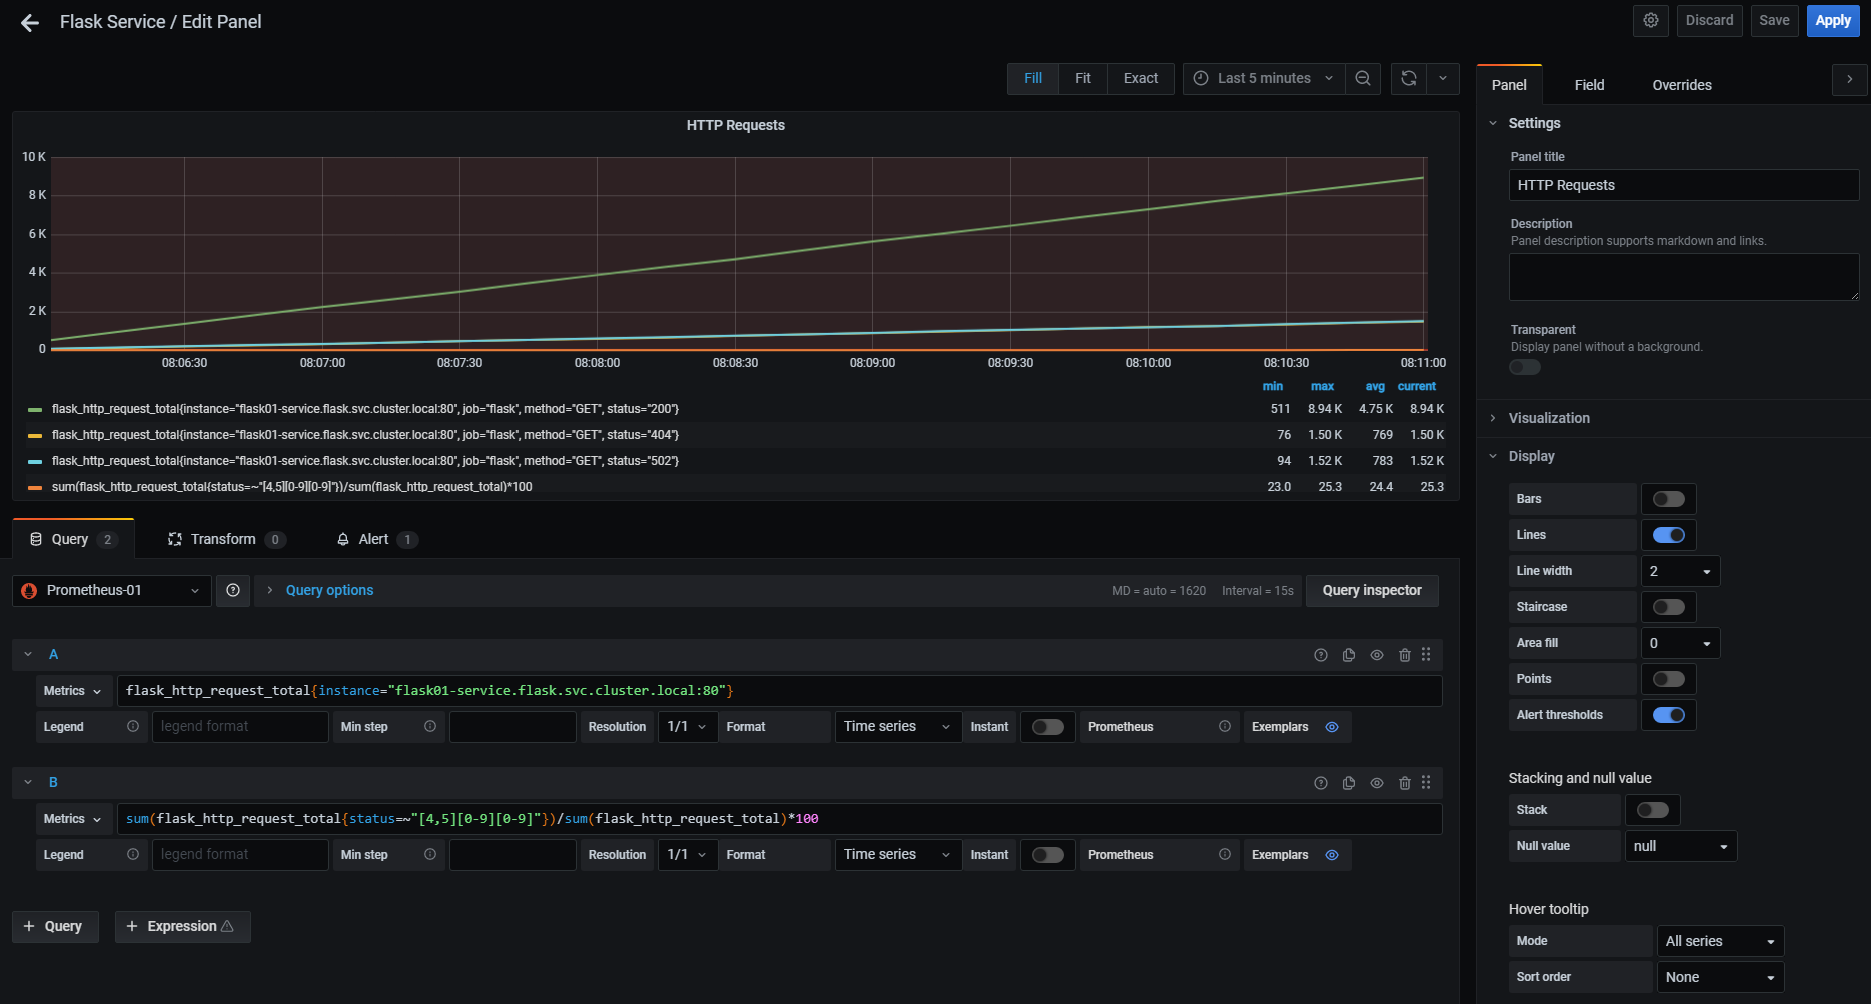 Flask Service / Edit Panel
Discard
Save
Apply
Fill
Fit
Exact
Last 5 minutes
HTTP Requests
10 K
8 K
6 K
4 K
2 K
0
08:06:30
08:07:00
08:07:30
08:08:00
08:08:30
08:09:00
08:09:30
08:10:00
08:10:30
08:11:00
min max avg current
flask_http_request_total{instance="flask01-service.flask.svc.cluster.local:80", job="flask", method="GET", status="200"} 511 8.94 K 4.75 K 8.94 K
flask_http_request_total{instance="flask01-service.flask.svc.cluster.local:80", job="flask", method="GET", status="404"} 76 1.50 K 769 1.50 K
flask_http_request_total{instance="flask01-service.flask.svc.cluster.local:80", job="flask", method="GET", status="502"} 94 1.52 K 783 1.52 K
sum(flask_http_request_total{status=~"[4,5][0-9][0-9]"})/sum(flask_http_request_total)*100 23.0 25.3 24.4 25.3
Query 2
Transform 0
Alert 1
Prometheus-01
Query options
MD = auto = 1620
Interval = 15s
Query inspector
A
Metrics
flask_http_request_total{instance="flask01-service.flask.svc.cluster.local:80"}
Legend
legend format
Min step
Resolution
1/1
Format
Time series
Instant
Prometheus
Exemplars
B
Metrics
sum(flask_http_request_total{status=~"[4,5][0-9][0-9]"})/sum(flask_http_request_total)*100
Legend
legend format
Min step
Resolution
1/1
Format
Time series
Instant
Prometheus
Exemplars
+ Query
+ Expression
Panel
Field
Overrides
Settings
Panel title
HTTP Requests
Description
Panel description supports markdown and links.
Transparent
Display panel without a background.
Visualization
Display
Bars
Lines
Line width
2
Staircase
Area fill
0
Points
Alert thresholds
Stacking and null value
Stack
Null value
null
Hover tooltip
Mode
All series
Sort order
None